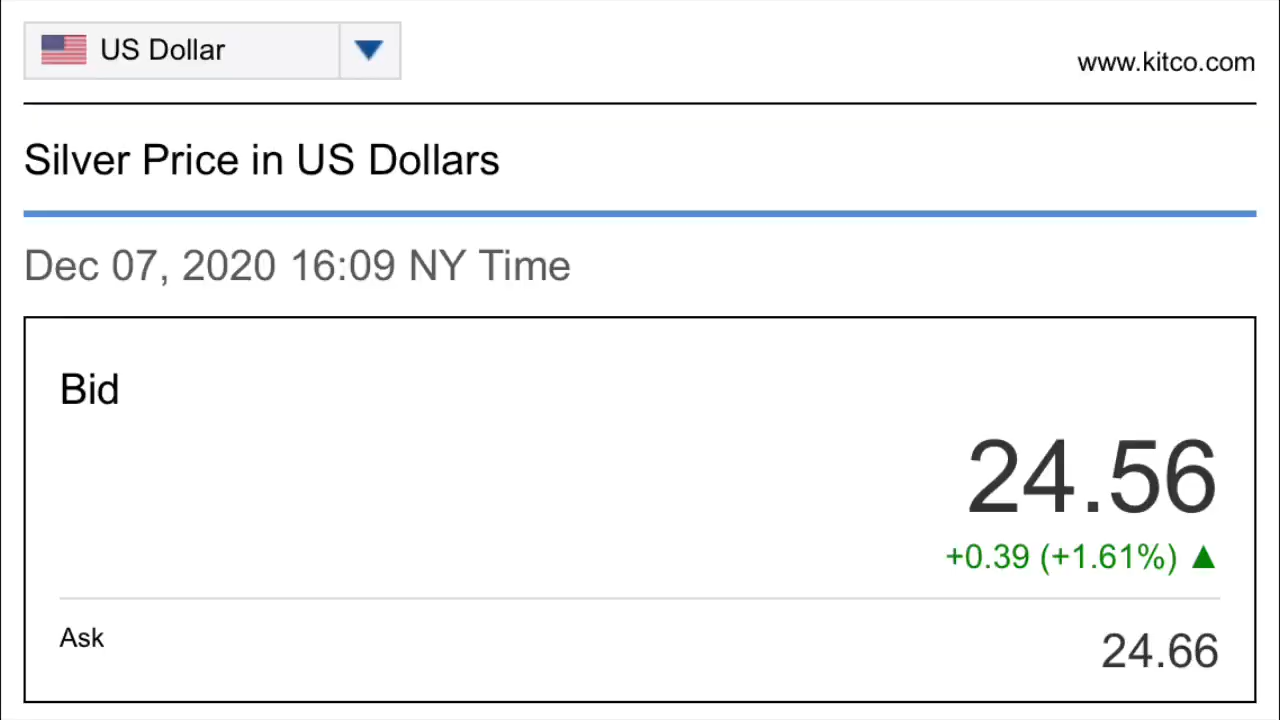 US Dollar
www.kitco.com
Silver Price in US Dollars
Dec 07, 2020 16:09 NY Time
Bid
24.56
+0.39 (+1.61%) ▲
Ask
24.66